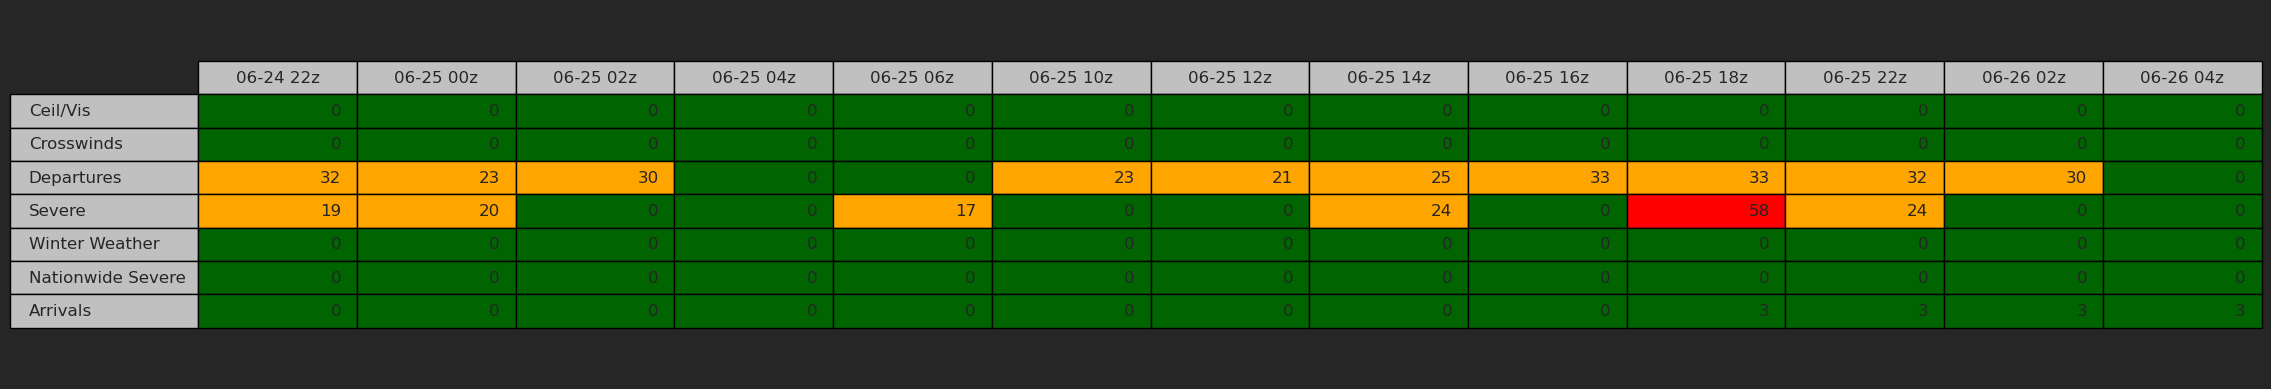 06-24 22z 06-25 00z 06-25 02z 06-25 04z 06-25 06z 06-25 10z 06-25 12z 06-25 14z 06-25 16z 06-25 18z 06-25 22z 06-26 02z 06-26 04z
Ceil/Vis 0 0 0 0 0 0 0 0 0 0 0 0 0
Crosswinds 0 0 0 0 0 0 0 0 0 0 0 0 0
Departures 32 23 30 0 0 23 21 25 33 33 32 30 0
Severe 19 20 0 0 17 0 0 24 0 58 24 0 0
Winter Weather 0 0 0 0 0 0 0 0 0 0 0 0 0
Nationwide Severe 0 0 0 0 0 0 0 0 0 0 0 0 0
Arrivals 0 0 0 0 0 0 0 0 0 3 3 3 3